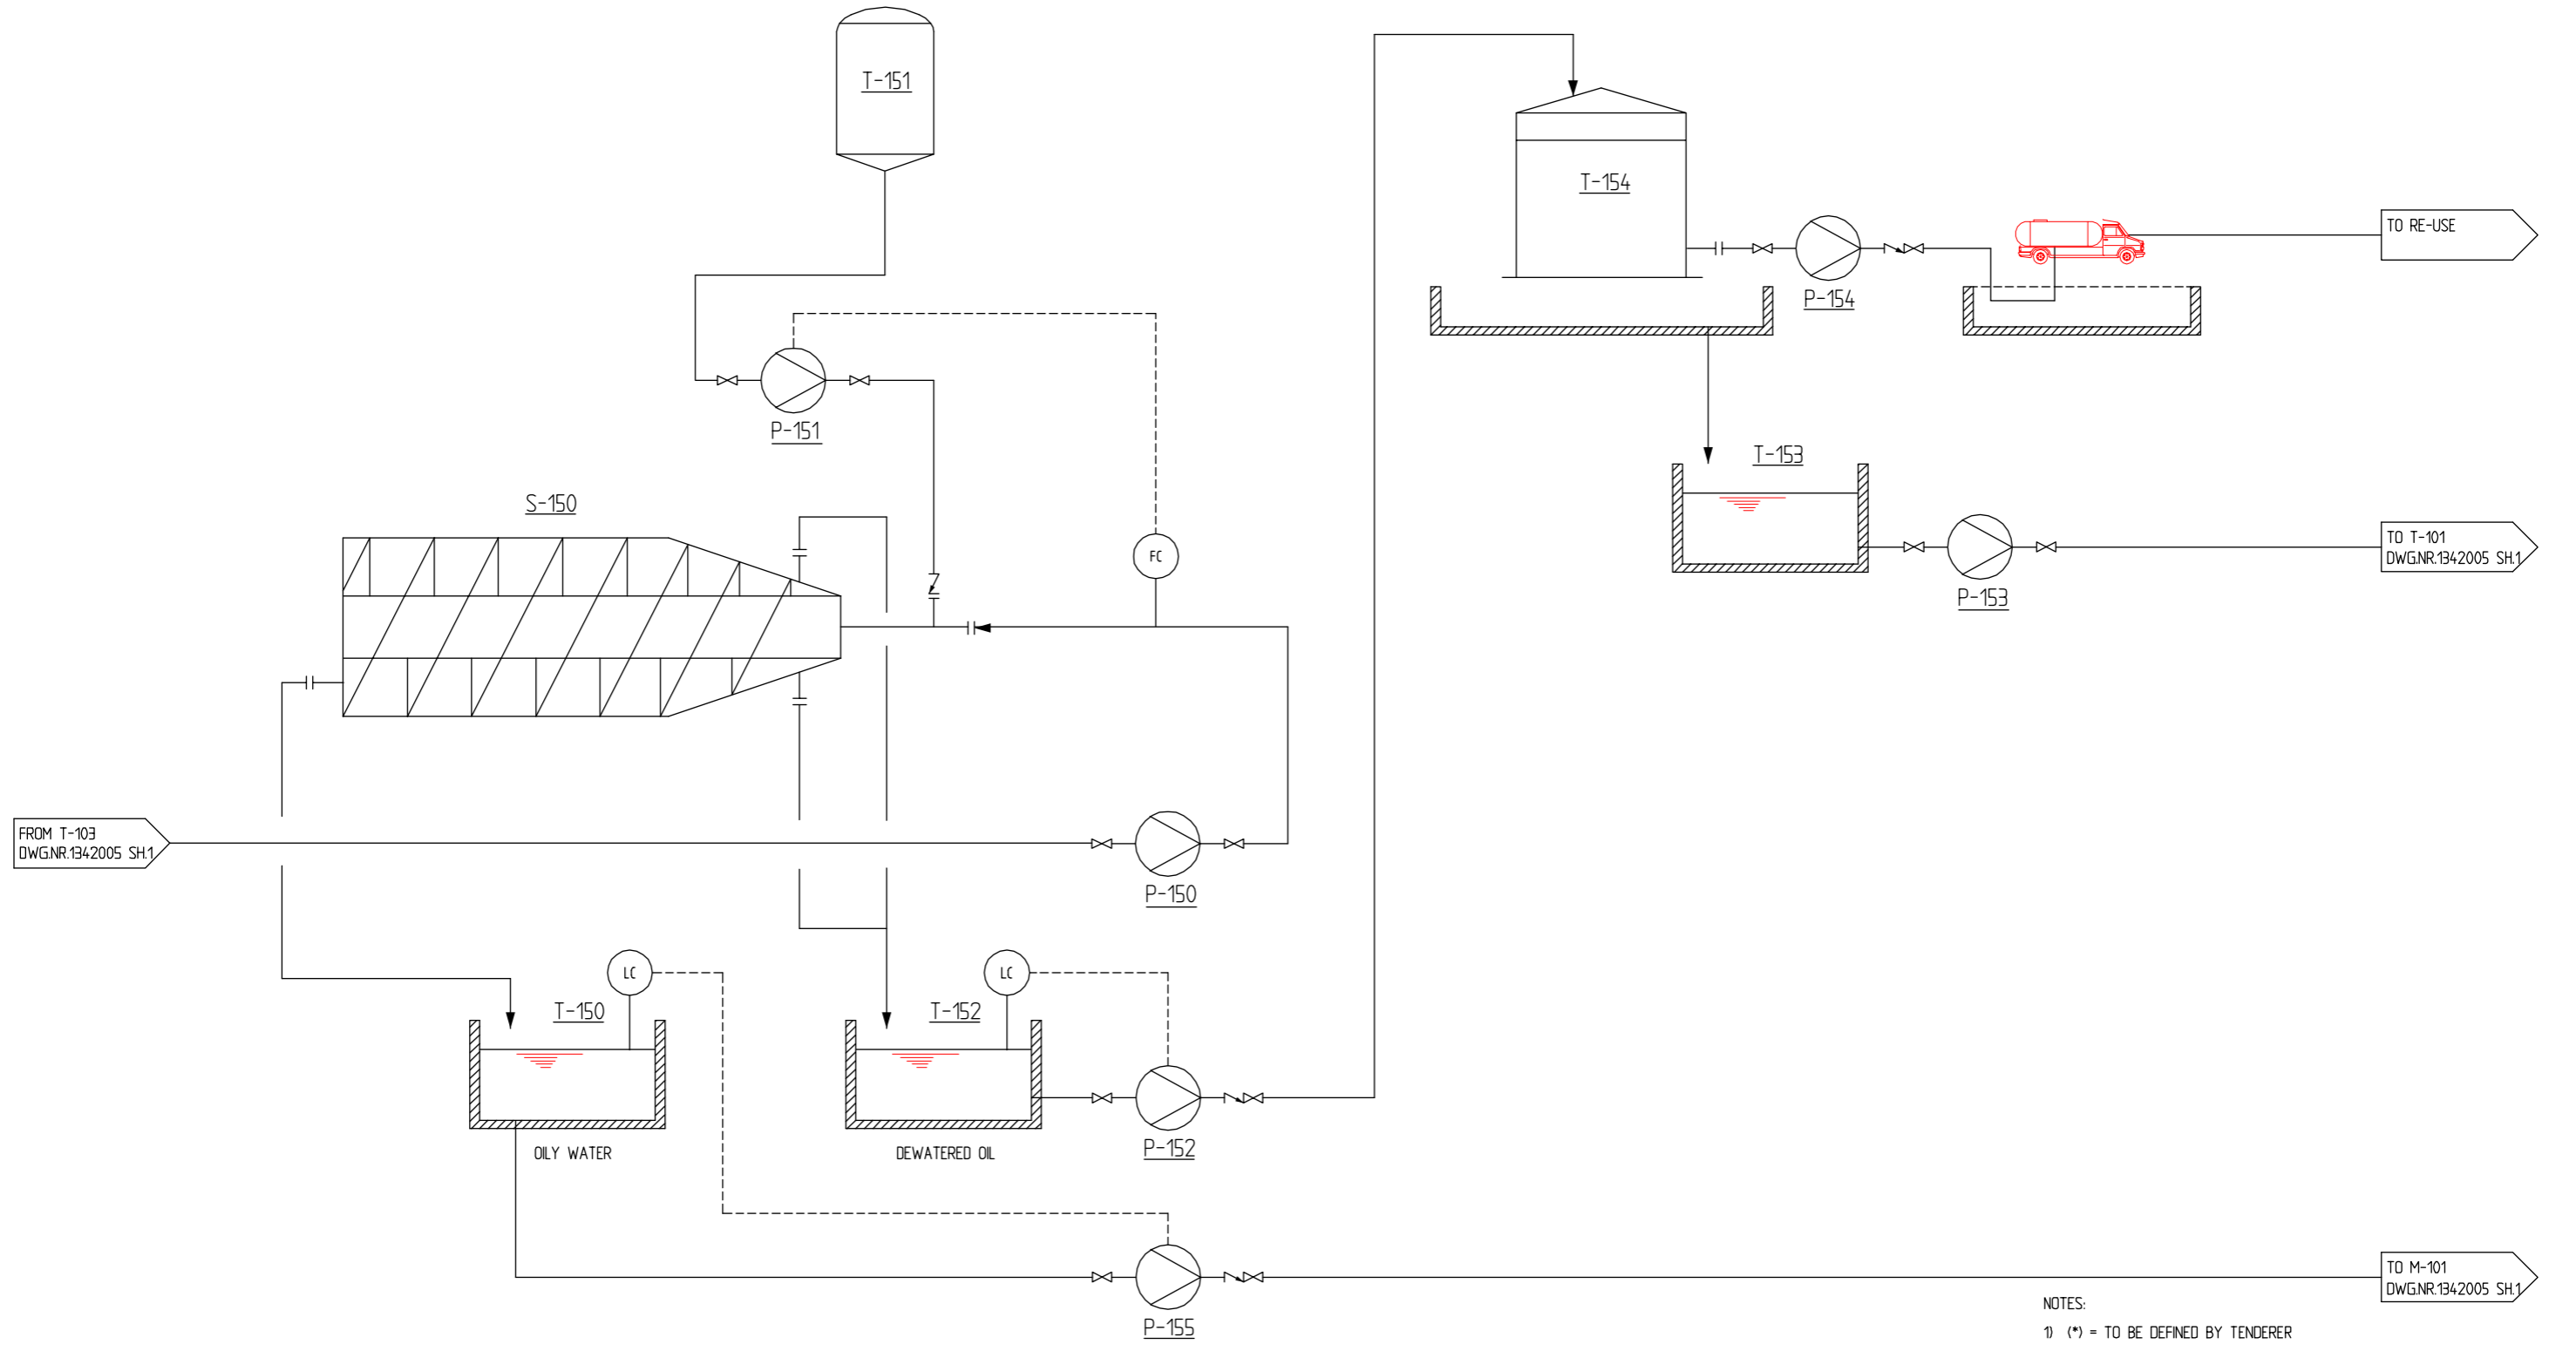 T-151
T-154
TO RE-USE
P-154
P-151
T-153
S-150
FC
TO T-101
DWG.NR.1342005 SH.1
P-153
FROM T-103
DWG.NR.1342005 SH.1
P-150
LC
LC
T-150
T-152
OILY WATER
DEWATERED OIL
P-152
TO M-101
DWG.NR.1342005 SH.1
P-155
NOTES:
1) (*) = TO BE DEFINED BY TENDERER